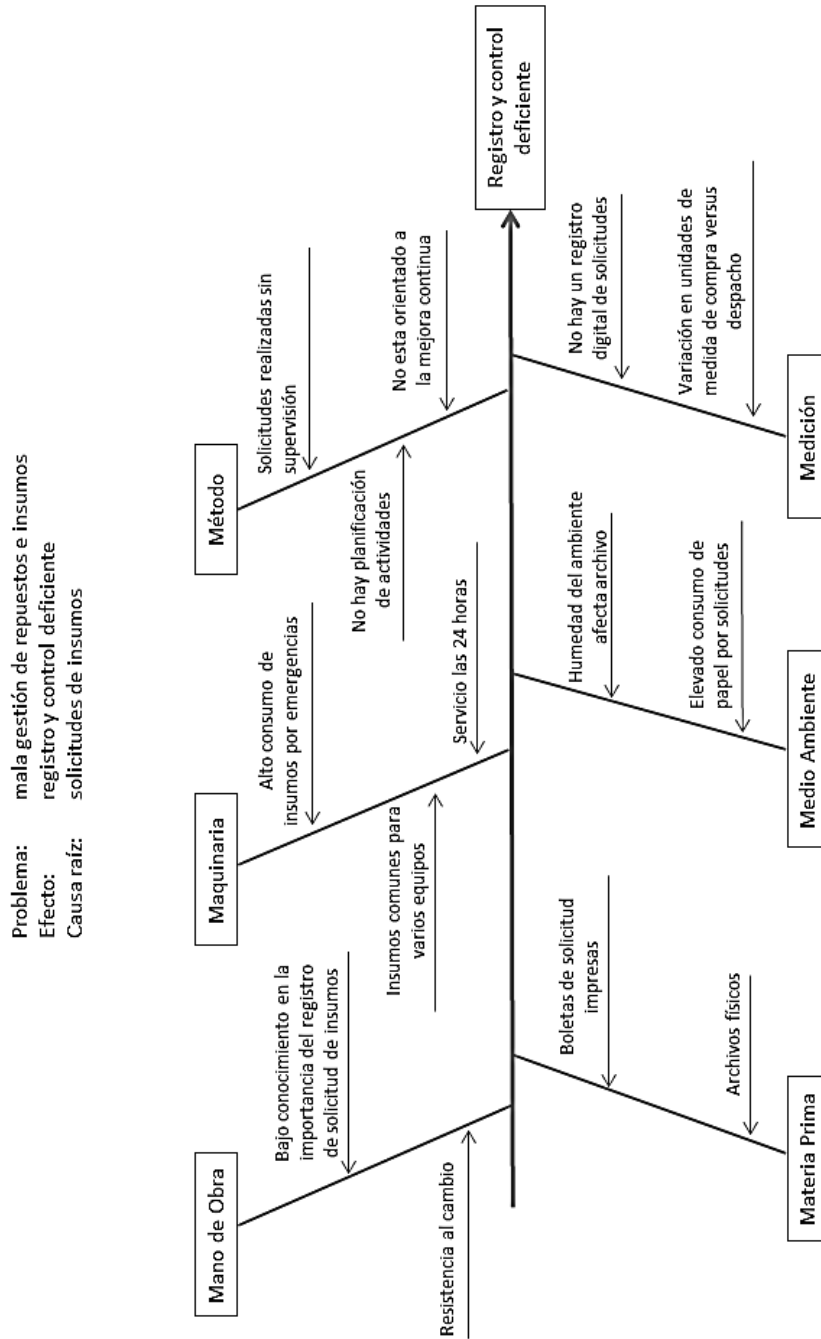 Problema: mala gestión de repuestos e insumos
Efecto: registro y control deficiente
Causa raíz: solicitudes de insumos
Mano de Obra
Bajo conocimiento en la
importancia del registro
de solicitud de insumos
Resistencia al cambio
Maquinaria
Alto consumo de
insumos por emergencias
Insumos comunes para
varios equipos
Servicio las 24 horas
Método
Solicitudes realizadas sin
supervisión
No hay planificación
de actividades
No esta orientado a
la mejora continua
Registro y control
deficiente
Materia Prima
Boletas de solicitud
impresas
Archivos físicos
Medio Ambiente
Humedad del ambiente
afecta archivo
Elevado consumo de
papel por solicitudes
Medición
No hay un registro
digital de solicitudes
Variación en unidades de
medida de compra versus
despacho